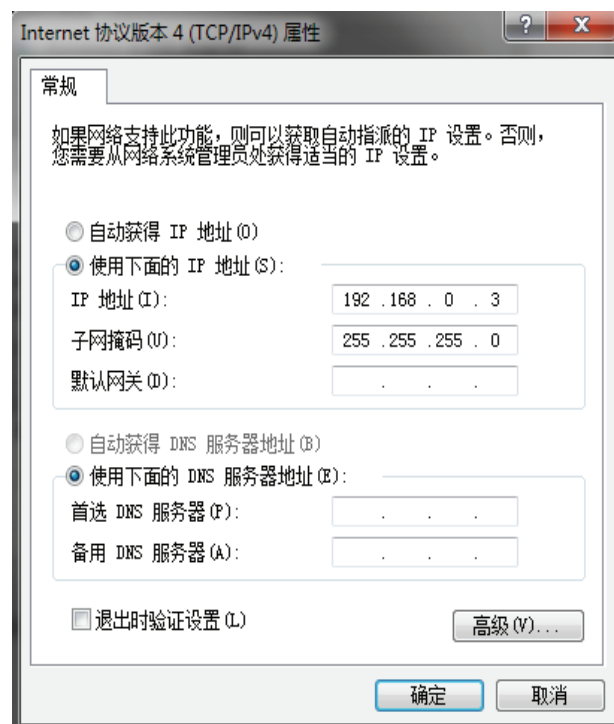 Internet 协议版本 4 (TCP/IPv4) 属性
?
X
常规
如果网络支持此功能，则可以获取自动指派的 IP 设置。否则，
您需要从网络系统管理员处获得适当的 IP 设置。
自动获得 IP 地址(O)
使用下面的 IP 地址(S):
IP 地址(I): 192 .168 . 0 . 3
子网掩码(U): 255 .255 .255 . 0
默认网关(D): . . .
自动获得 DNS 服务器地址(B)
使用下面的 DNS 服务器地址(E):
首选 DNS 服务器(P): . . .
备用 DNS 服务器(A): . . .
退出时验证设置(L)
高级(V)...
确定 取消